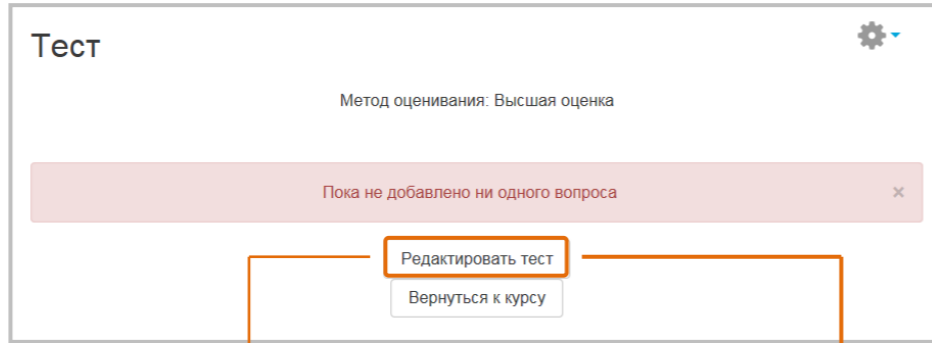 Тест
Метод оценивания: Высшая оценка
Пока не добавлено ни одного вопроса ×
Редактировать тест
Вернуться к курсу